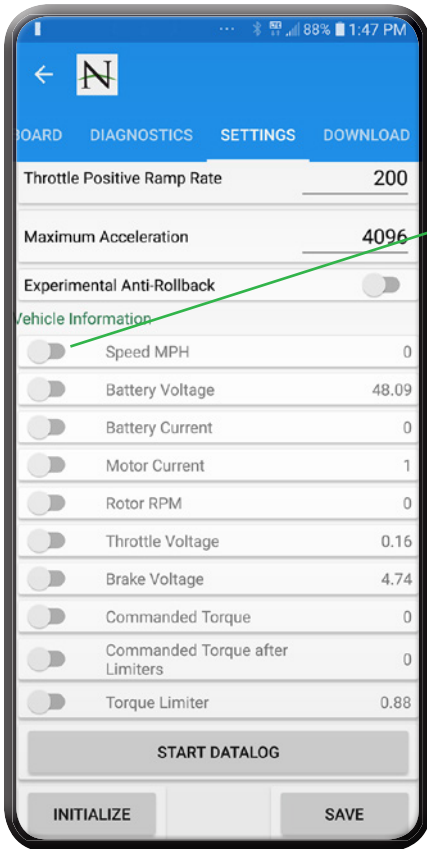 88% 1:47 PM
N
BOARD DIAGNOSTICS SETTINGS DOWNLOAD
Throttle Positive Ramp Rate 200
Maximum Acceleration 4096
Experimental Anti-Rollback
Vehicle Information
Speed MPH 0
Battery Voltage 48.09
Battery Current 0
Motor Current 1
Rotor RPM 0
Throttle Voltage 0.16
Brake Voltage 4.74
Commanded Torque 0
Commanded Torque after
Limiters 0
Torque Limiter 0.88
START DATALOG
INITIALIZE SAVE